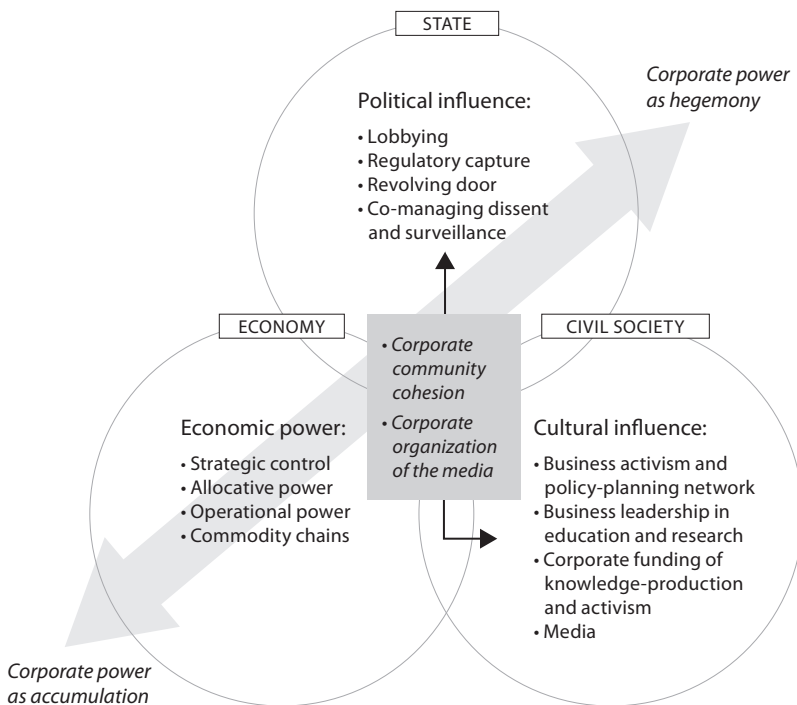 STATE
Corporate power
as hegemony
Political influence:
• Lobbying
• Regulatory capture
• Revolving door
• Co-managing dissent
and surveillance
ECONOMY
CIVIL SOCIETY
• Corporate
community
cohesion
• Corporate
organization
of the media
Economic power:
• Strategic control
• Allocative power
• Operational power
• Commodity chains
Cultural influence:
• Business activism and
policy-planning network
• Business leadership in
education and research
• Corporate funding of
knowledge-production
and activism
• Media
Corporate power
as accumulation